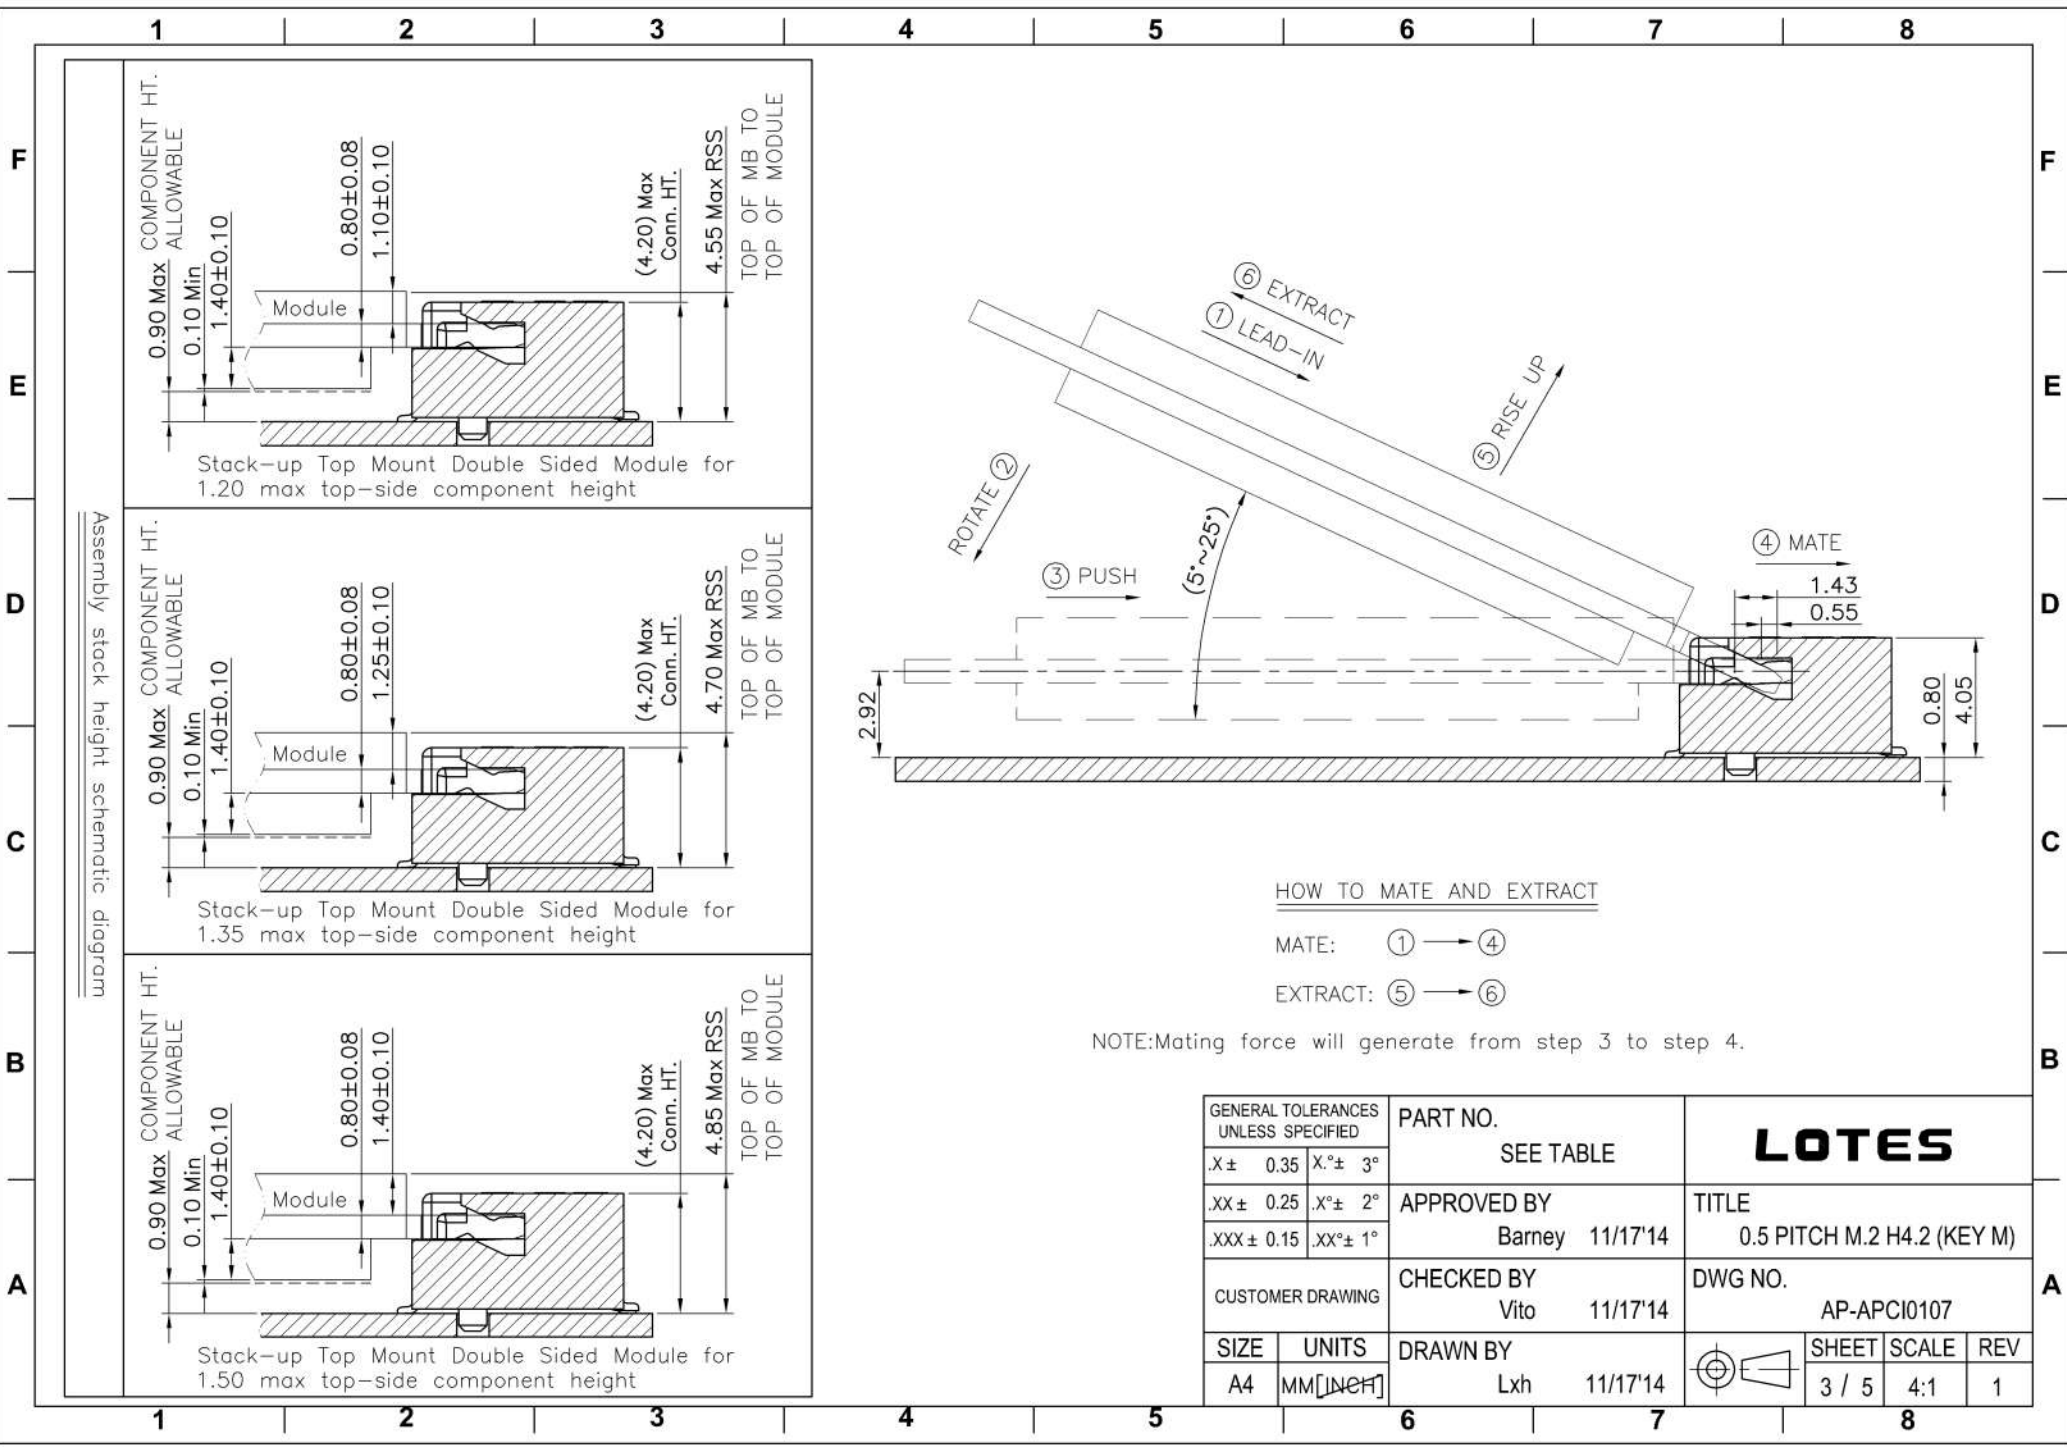 1 2 3 4 5 6 7 8
F
E
D
C
B
A
Assembly stack height schematic diagram
COMPONENT HT.
ALLOWABLE
0.90 Max
0.10 Min
1.40±0.10
0.80±0.08
1.10±0.10
(4.20) Max
Conn. HT.
4.55 Max RSS
TOP OF MB TO
TOP OF MODULE
Module
Stack-up Top Mount Double Sided Module for
1.20 max top-side component height
COMPONENT HT.
ALLOWABLE
0.90 Max
0.10 Min
1.40±0.10
0.80±0.08
1.25±0.10
(4.20) Max
Conn. HT.
4.70 Max RSS
TOP OF MB TO
TOP OF MODULE
Module
Stack-up Top Mount Double Sided Module for
1.35 max top-side component height
COMPONENT HT.
ALLOWABLE
0.90 Max
0.10 Min
1.40±0.10
0.80±0.08
1.40±0.10
(4.20) Max
Conn. HT.
4.85 Max RSS
TOP OF MB TO
TOP OF MODULE
Module
Stack-up Top Mount Double Sided Module for
1.50 max top-side component height
⑥ EXTRACT
① LEAD-IN
⑤ RISE UP
ROTATE ②
③ PUSH
(5°~25°)
④ MATE
1.43
0.55
2.92
0.80
4.05
HOW TO MATE AND EXTRACT
MATE: ① → ④
EXTRACT: ⑤ → ⑥
NOTE:Mating force will generate from step 3 to step 4.
GENERAL TOLERANCES
UNLESS SPECIFIED
.X ± 0.35 X.°± 3°
.XX ± 0.25 .X°± 2°
.XXX ± 0.15 .XX°± 1°
CUSTOMER DRAWING
SIZE UNITS
A4 MM[INCH]
PART NO.
SEE TABLE
APPROVED BY
Barney 11/17'14
CHECKED BY
Vito 11/17'14
DRAWN BY
Lxh 11/17'14
LOTES
TITLE
0.5 PITCH M.2 H4.2 (KEY M)
DWG NO.
AP-APCI0107
SHEET SCALE REV
3 / 5 4:1 1
F
E
D
C
B
A
1 2 3 4 5 6 7 8